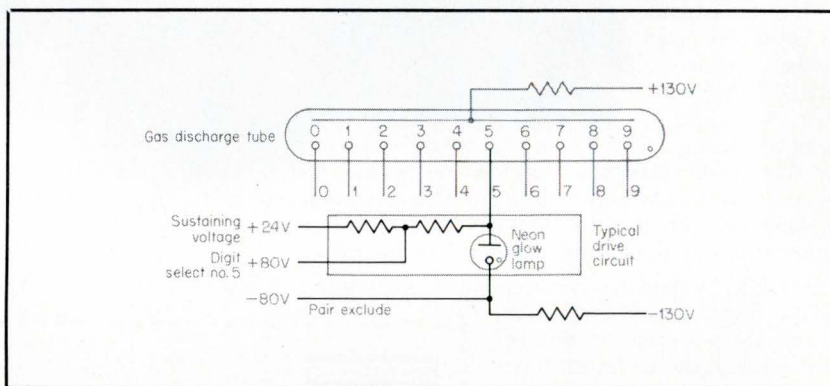 +130V
Gas discharge tube
0 1 2 3 4 5 6 7 8 9
0 1 2 3 4 5 6 7 8 9
Sustaining
voltage
+24V
Digit
select no.5
+80V
Neon
glow
lamp
Typical
drive
circuit
−80V
Pair exclude
−130V